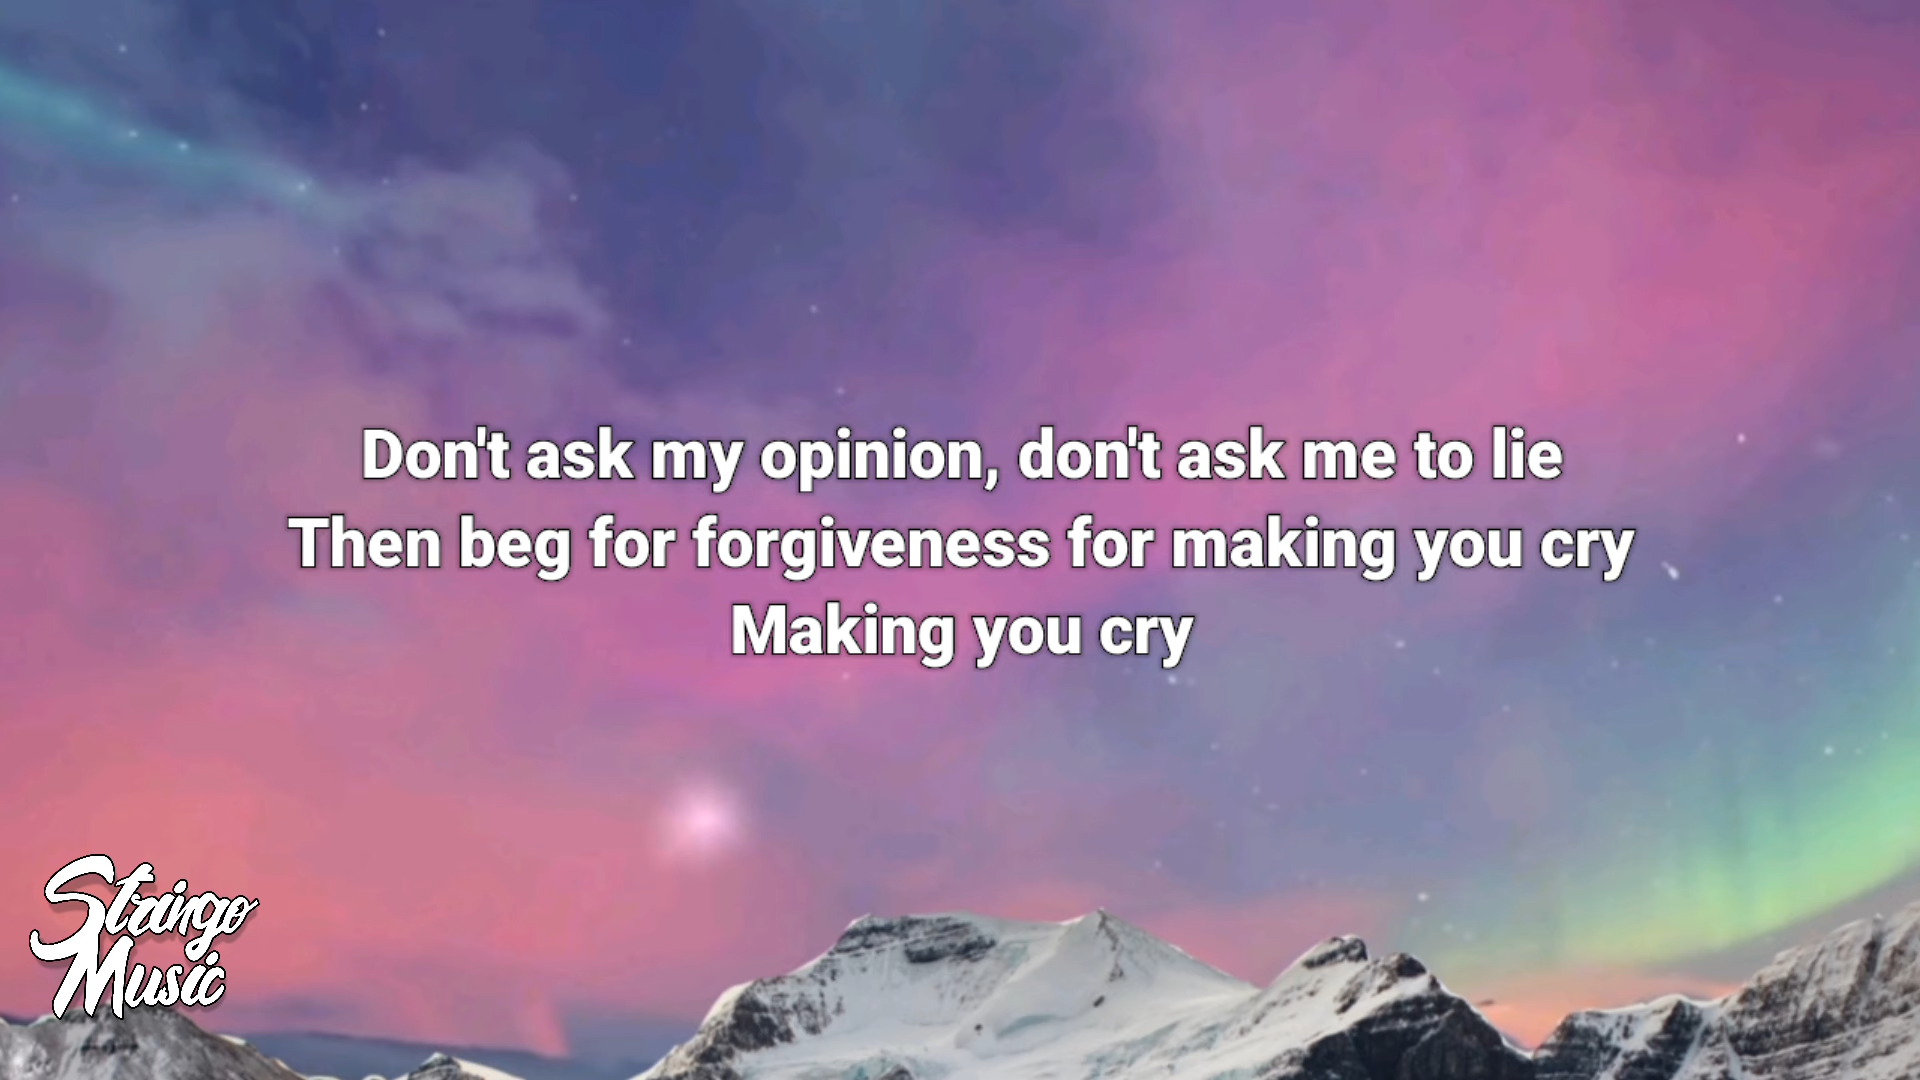 Don't ask my opinion, don't ask me to lie
Then beg for forgiveness for making you cry
Making you cry
Strango
Music